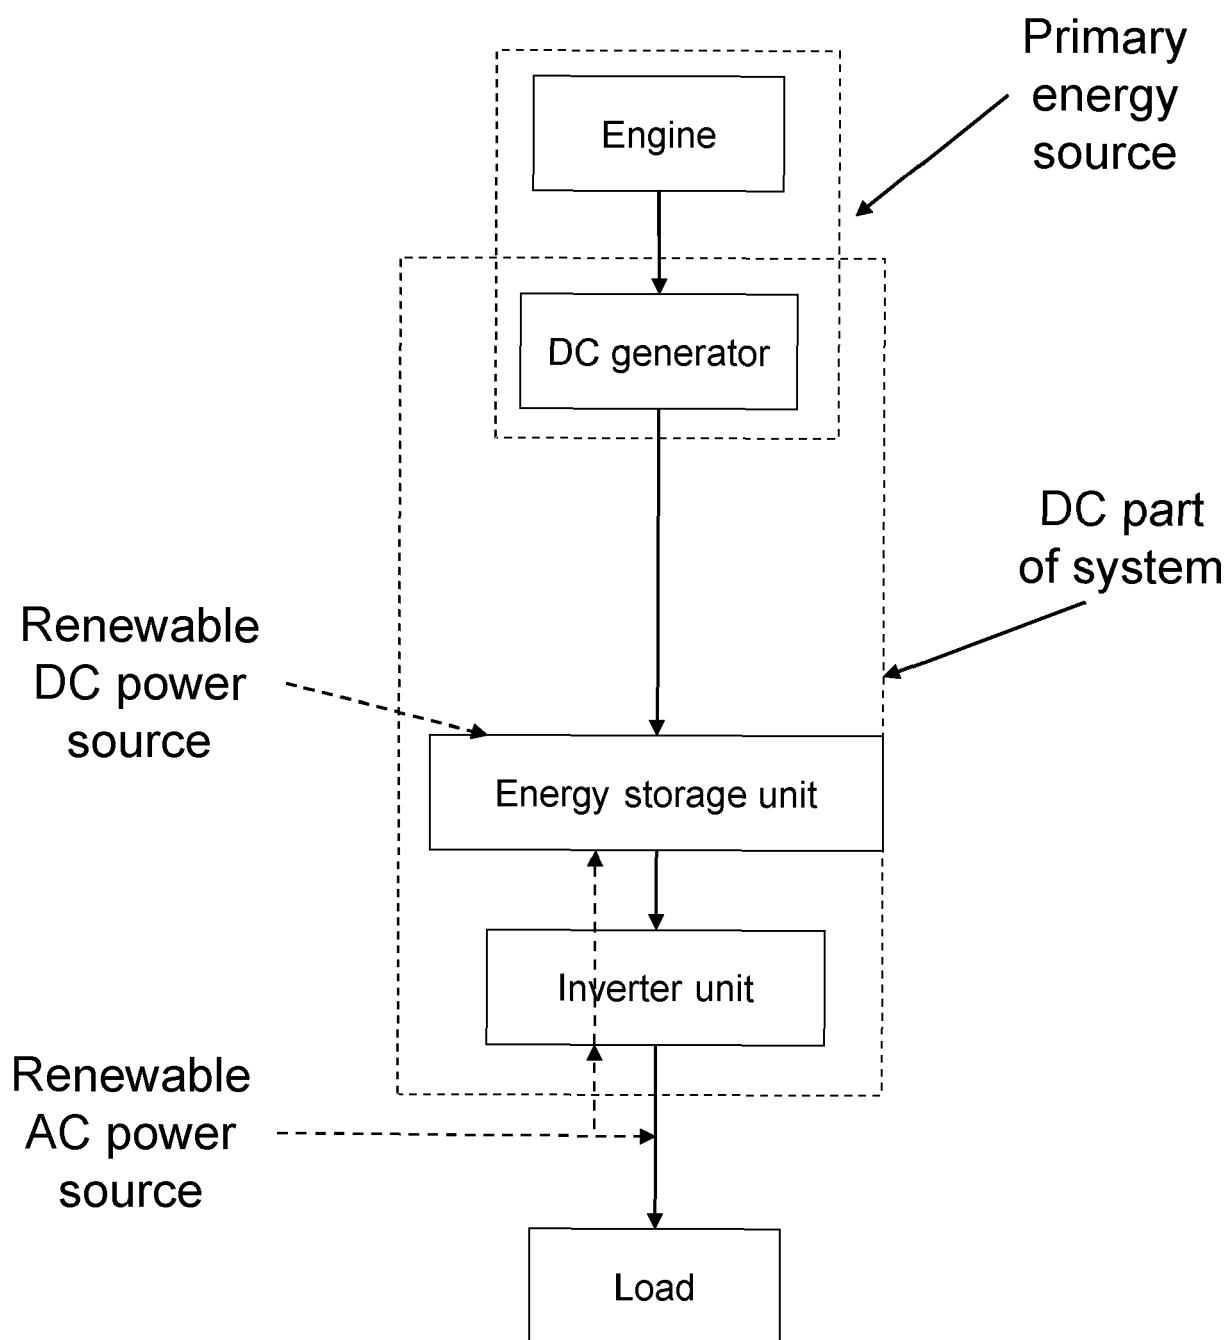 Primary
energy
source
Engine
DC generator
DC part
of system
Renewable
DC power
source
Energy storage unit
Inverter unit
Renewable
AC power
source
Load